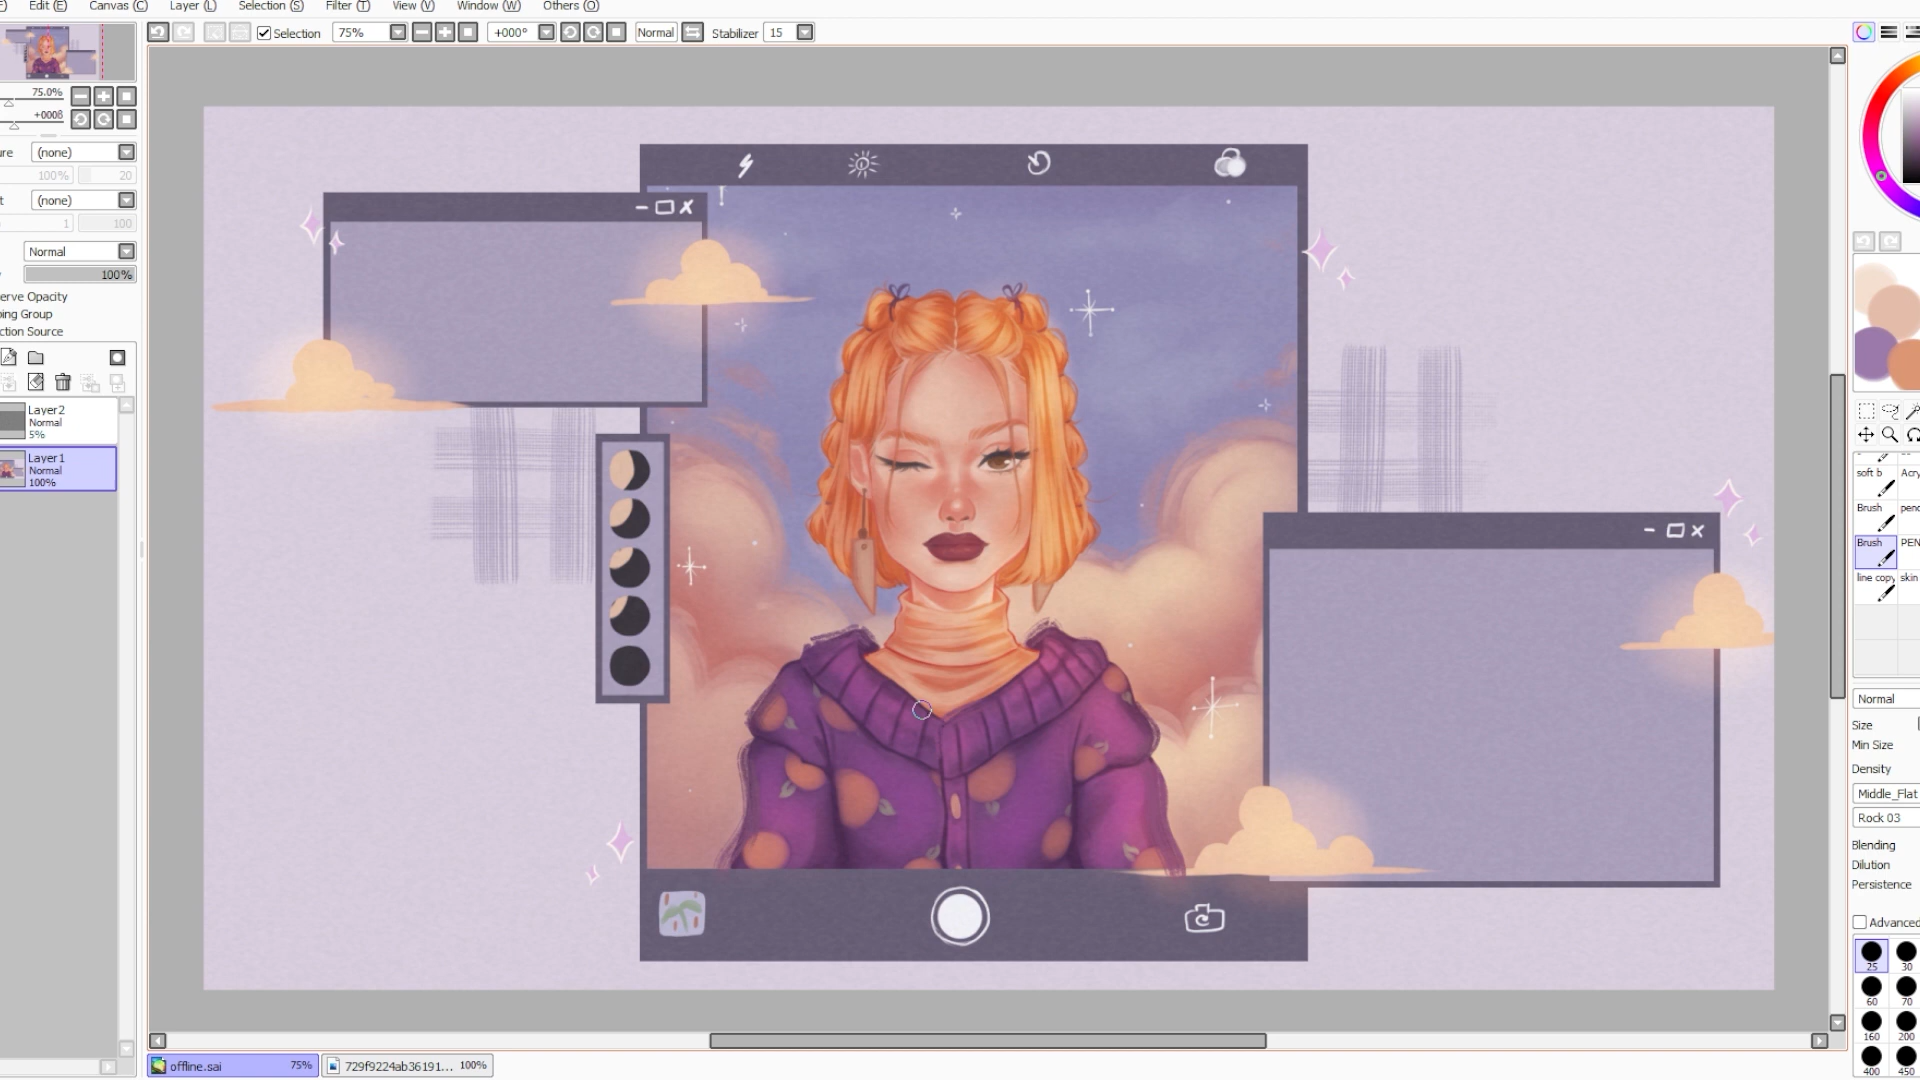 Edit (E) Canvas (C) Layer (L) Selection (S) Filter (T) View (V) Window (W) Others (O)
Selection 75% +000° Normal Stabilizer 15
75.0%
+0008
(none)
100% 20
(none)
1 100
Normal
100%
erve Opacity
ping Group
ction Source
Layer2
Normal
5%
Layer1
Normal
100%
soft b Acry
Brush penc
Brush PEN
line copy skin
Normal
Size
Min Size
Density
Middle_Flat
Rock 03
Blending
Dilution
Persistence
Advanced
25 30
60 70
160 200
400 450
offline.sai 75% 729f9224ab36191... 100%